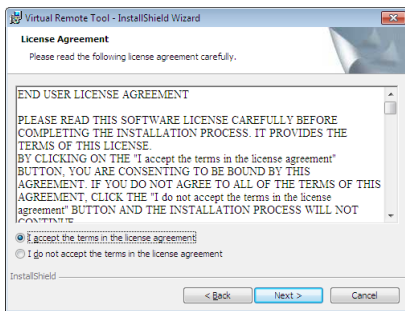 Virtual Remote Tool - InstallShield Wizard
License Agreement
Please read the following license agreement carefully.
END USER LICENSE AGREEMENT
PLEASE READ THIS SOFTWARE LICENSE CAREFULLY BEFORE
COMPLETING THE INSTALLATION PROCESS. IT PROVIDES THE
TERMS OF THIS LICENSE.
BY CLICKING ON THE "I accept the terms in the license agreement"
BUTTON, YOU ARE CONSENTING TO BE BOUND BY THIS
AGREEMENT. IF YOU DO NOT AGREE TO ALL OF THE TERMS OF THIS
AGREEMENT, CLICK THE "I do not accept the terms in the license
agreement" BUTTON AND THE INSTALLATION PROCESS WILL NOT
CONTINUE
I accept the terms in the license agreement
I do not accept the terms in the license agreement
InstallShield
< Back Next > Cancel